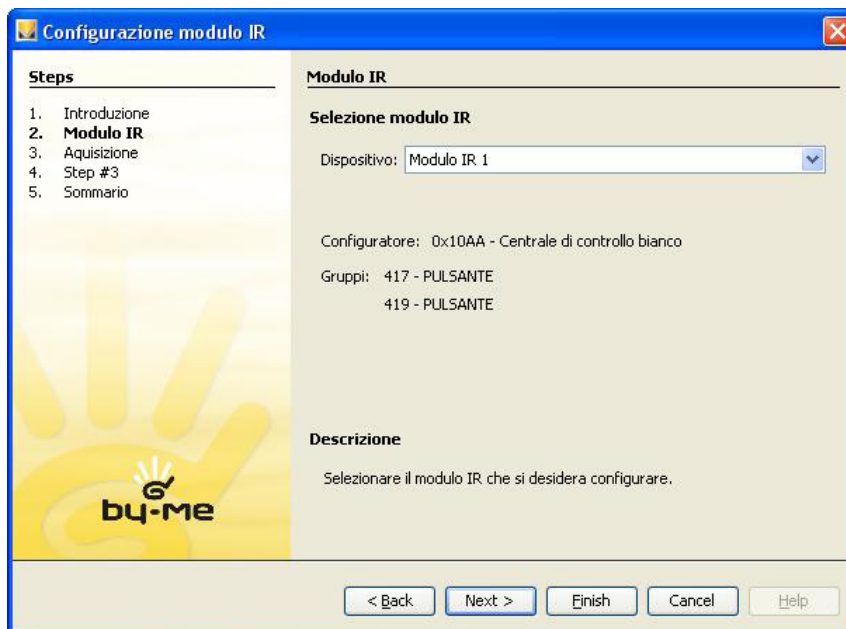 Configurazione modulo IR
Steps
1. Introduzione
2. Modulo IR
3. Aquisizione
4. Step #3
5. Sommario
by-me
Modulo IR
Selezione modulo IR
Dispositivo: Modulo IR 1
Configuratore: 0x10AA - Centrale di controllo bianco
Gruppi: 417 - PULSANTE
419 - PULSANTE
Descrizione
Selezionare il modulo IR che si desidera configurare.
< Back Next > Finish Cancel Help